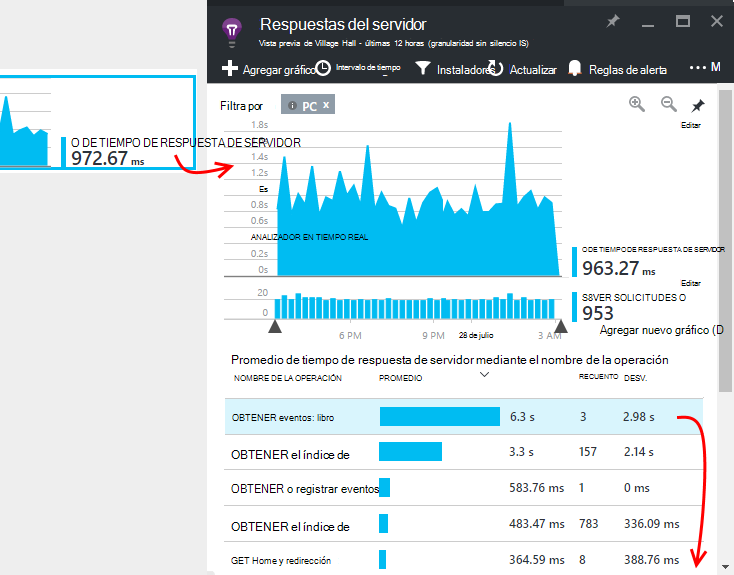 Respuestas del servidor
Vista previa de Village Hall - últimas 12 horas (granularidad sin silencio IS)
Agregar gráfico
Intervalo de tiempo
Instaladores
Actualizar
Reglas de alerta
M
Filtra por
PC x
Editar
O DE TIEMPO DE RESPUESTA DE SERVIDOR
972.67 ms
1.8s
1.4s
1.2s
Es
0.8s
0.6s
ANALIZADOR EN TIEMPO REAL
0.2s
0s
O DE TIEMPO DE RESPUESTA DE SERVIDOR
963.27 ms
Editar
20
0
S8VER SOLICITUDES O
953
6 PM
9 PM
28 de julio
3 AM
Agregar nuevo gráfico (D
Promedio de tiempo de respuesta de servidor mediante el nombre de la operación
NOMBRE DE LA OPERACIÓN PROMEDIO RECUENTO DESV.
OBTENER eventos: libro 6.3 s 3 2.98 s
OBTENER el índice de 3.3 s 157 2.14 s
OBTENER o registrar eventos 583.76 ms 1 0 ms
OBTENER el índice de 483.47 ms 783 336.09 ms
GET Home y redirección 364.59 ms 8 388.76 ms